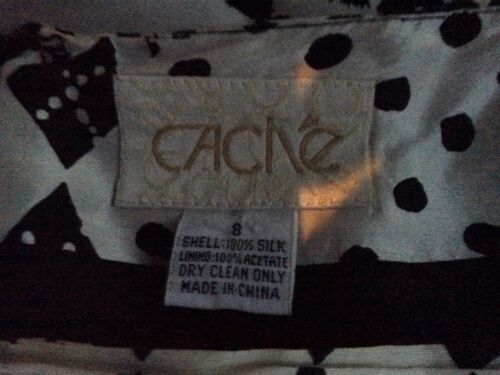 CAChé
8
SHELL:100% SILK
LINING:100% ACETATE
DRY CLEAN ONLY
MADE IN CHINA